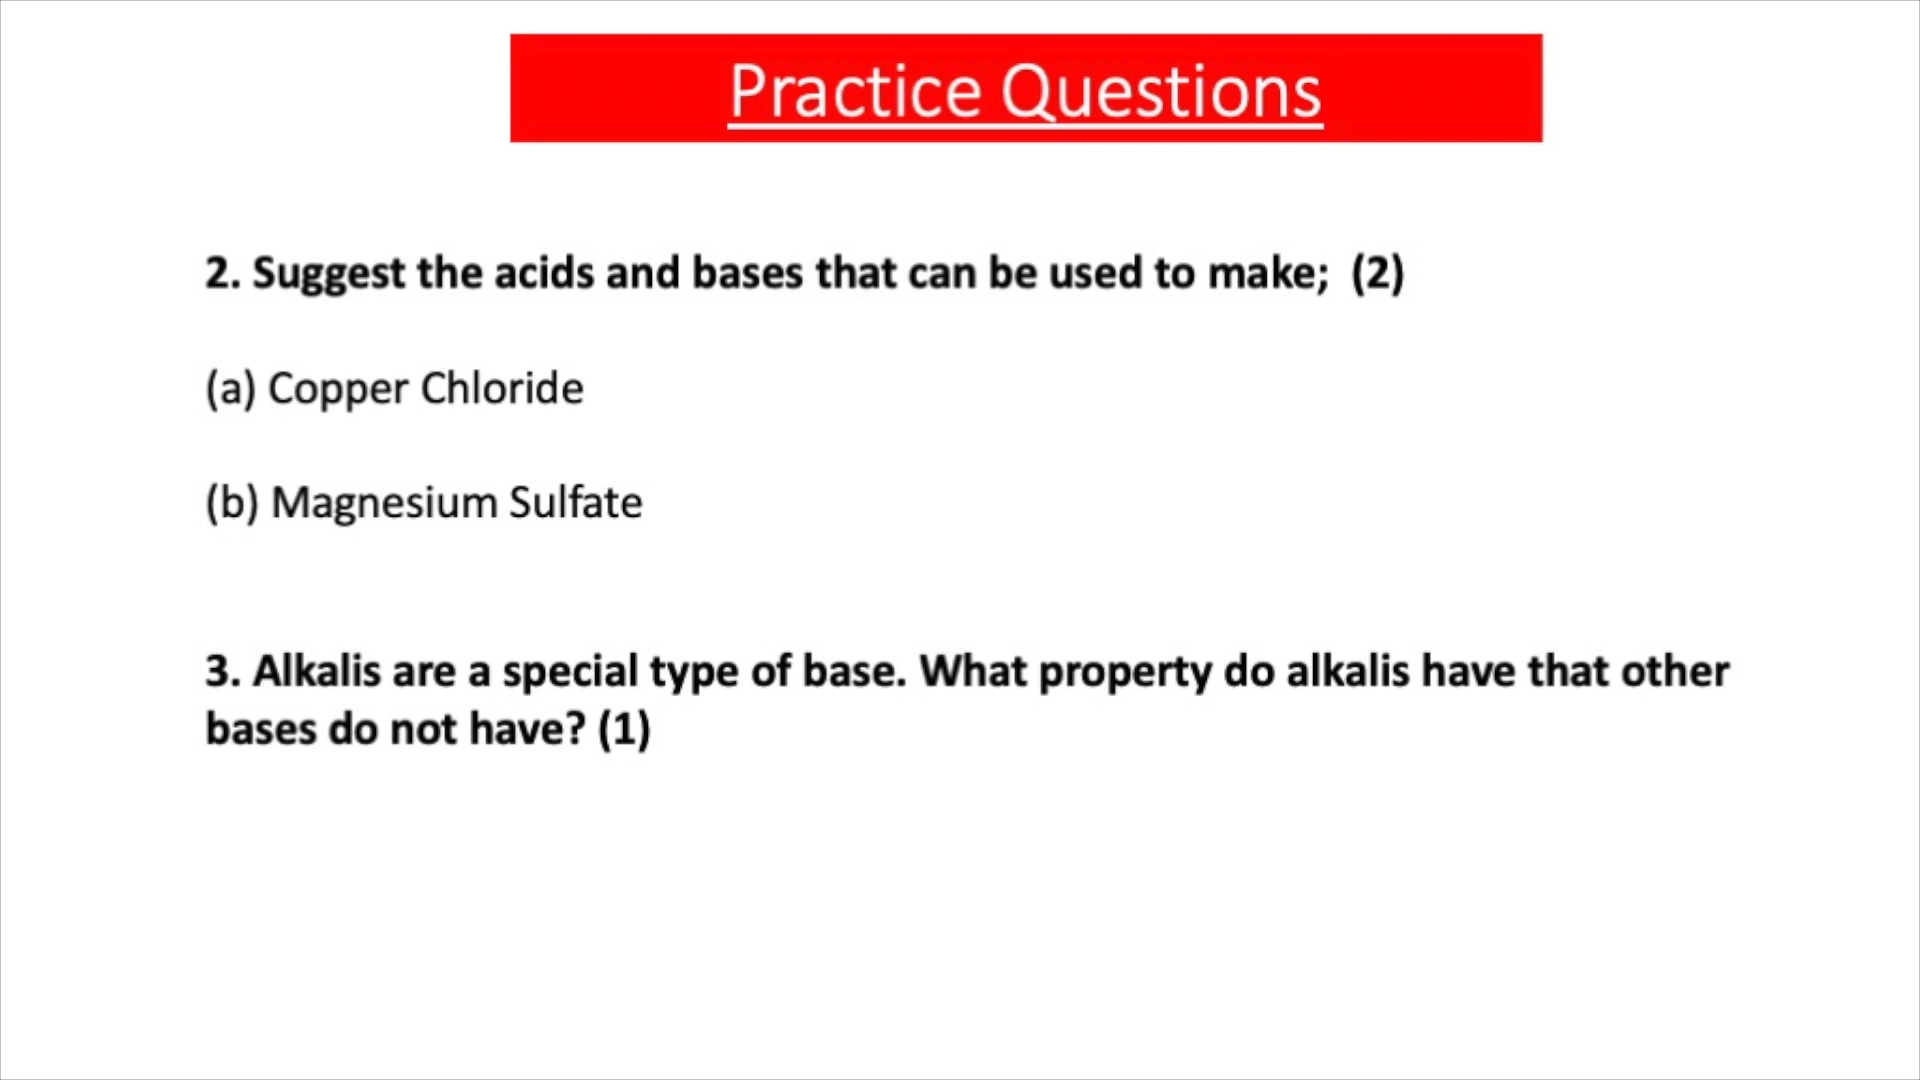 Practice Questions
2. Suggest the acids and bases that can be used to make;  (2)
(a) Copper Chloride
(b) Magnesium Sulfate
3. Alkalis are a special type of base. What property do alkalis have that other
bases do not have? (1)